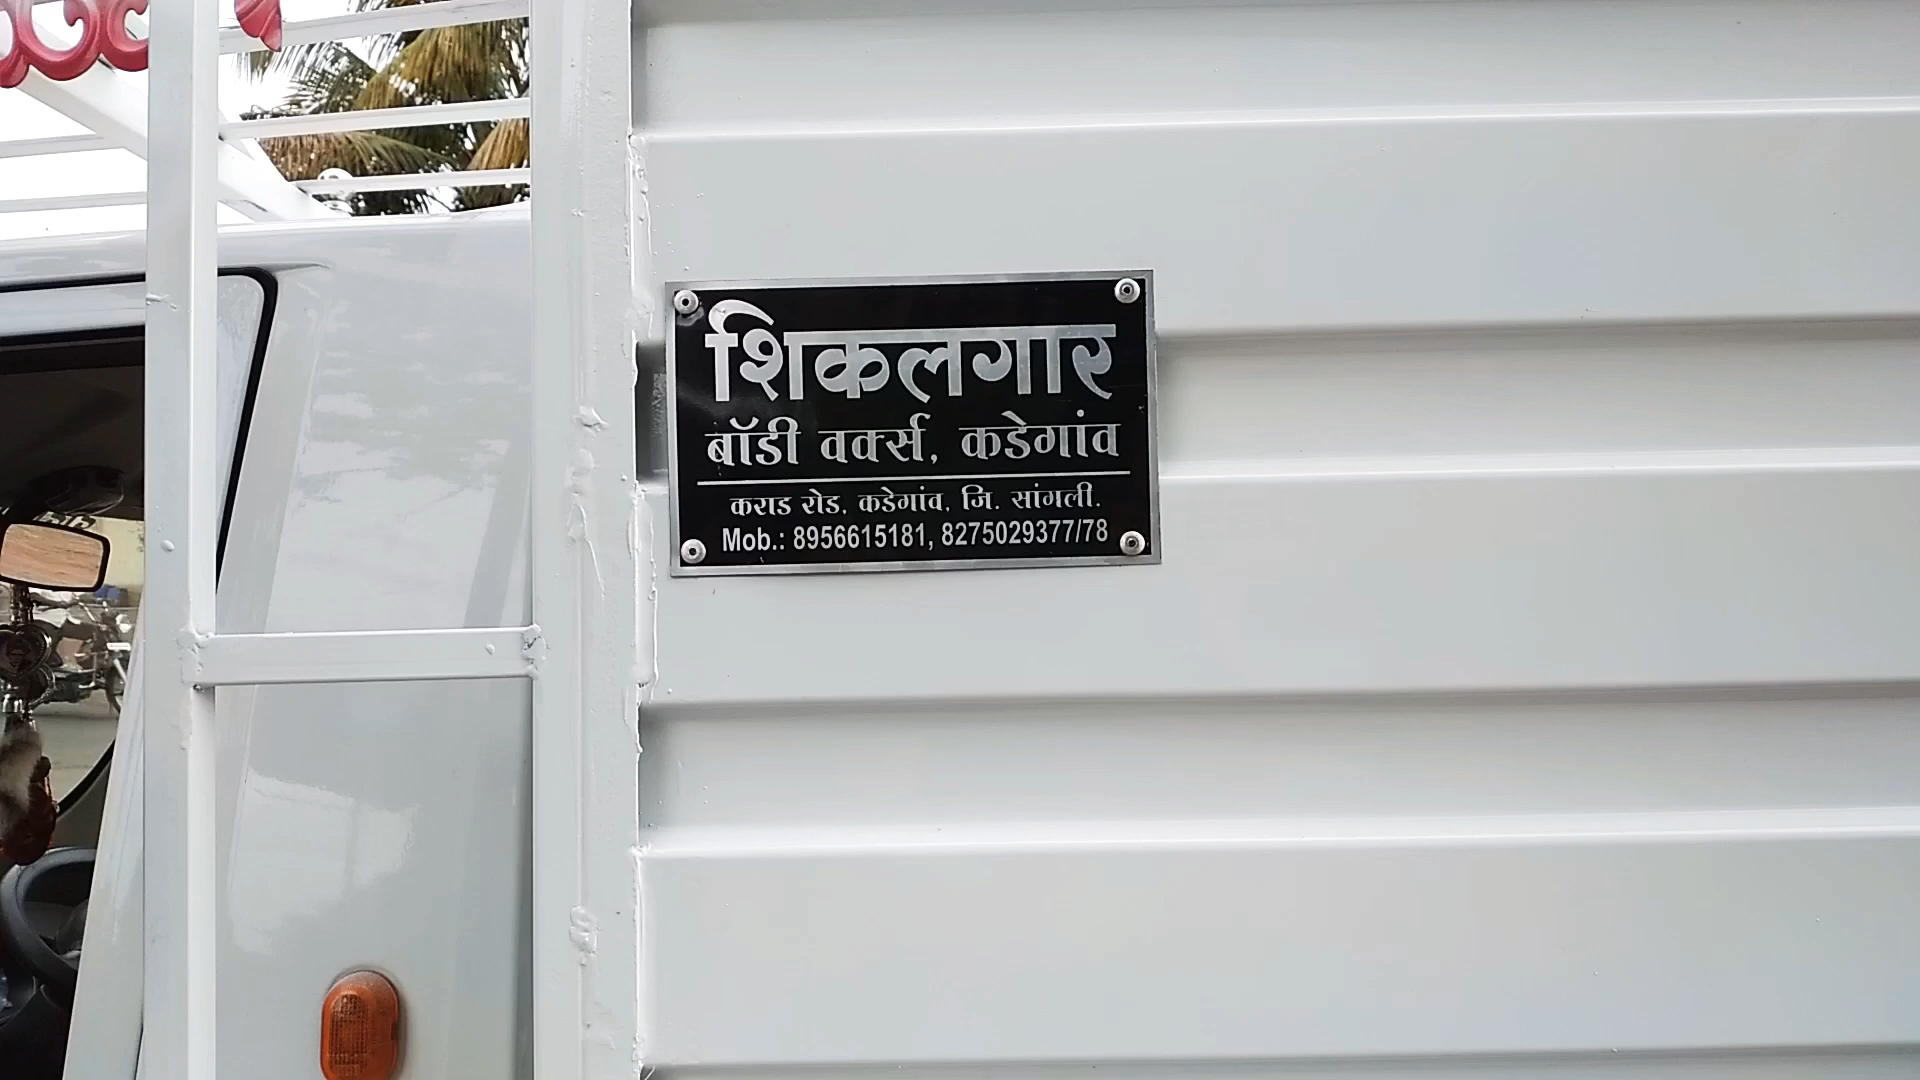 शिकलगार
बॉडी वर्क्स, कडेगांव
कराड रोड, कडेगांव, जि. सांगली.
Mob.: 8956615181, 8275029377/78